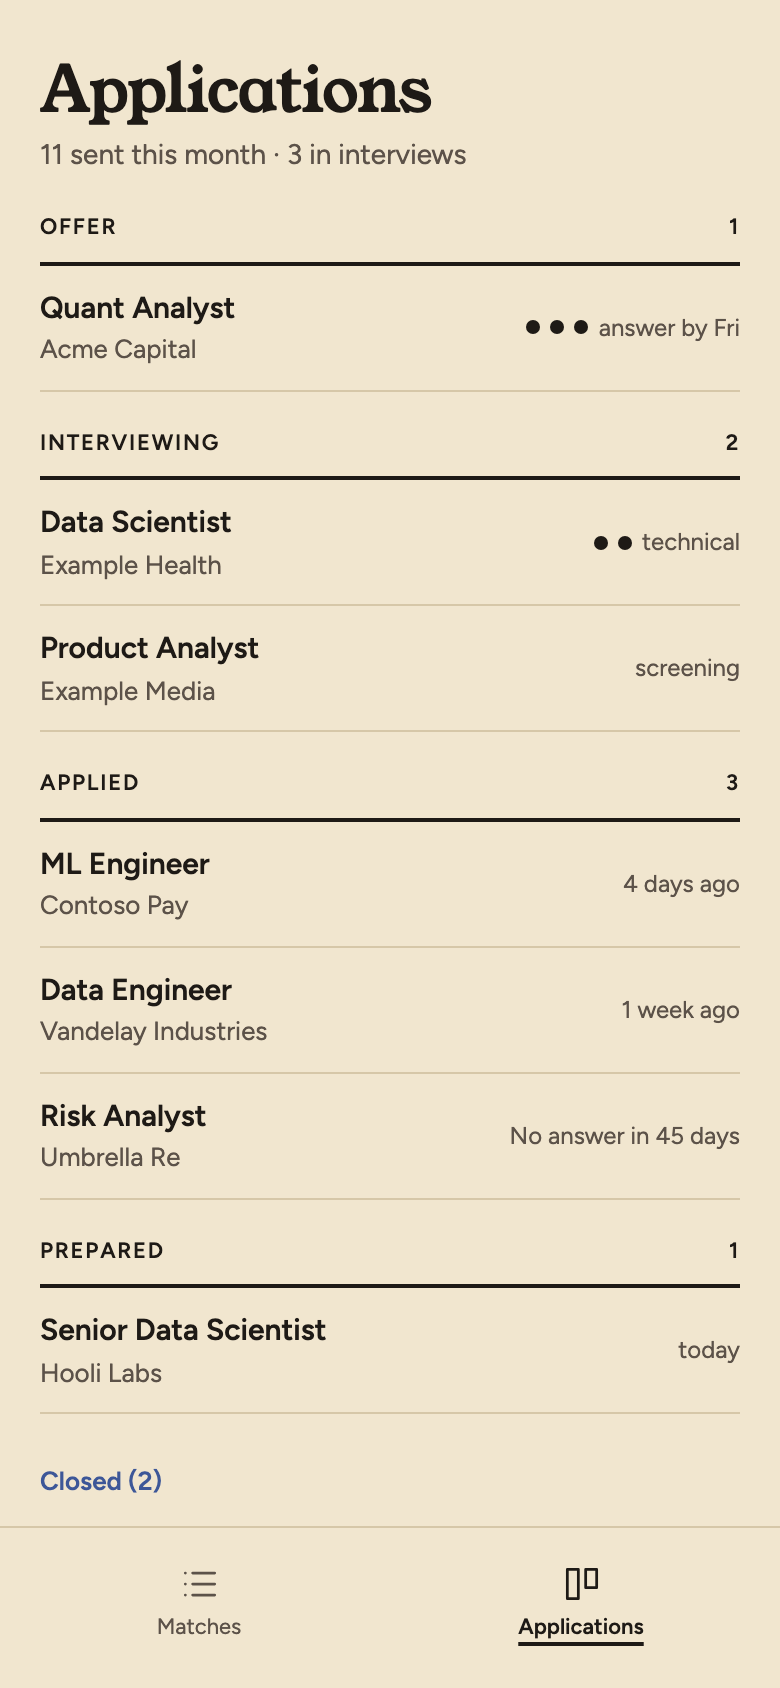 Applications
11 sent this month · 3 in interviews
OFFER 1
Quant Analyst
Acme Capital
●●● answer by Fri
INTERVIEWING 2
Data Scientist
Example Health
●● technical
Product Analyst
Example Media
screening
APPLIED 3
ML Engineer
Contoso Pay
4 days ago
Data Engineer
Vandelay Industries
1 week ago
Risk Analyst
Umbrella Re
No answer in 45 days
PREPARED 1
Senior Data Scientist
Hooli Labs
today
Closed (2)
Matches
Applications